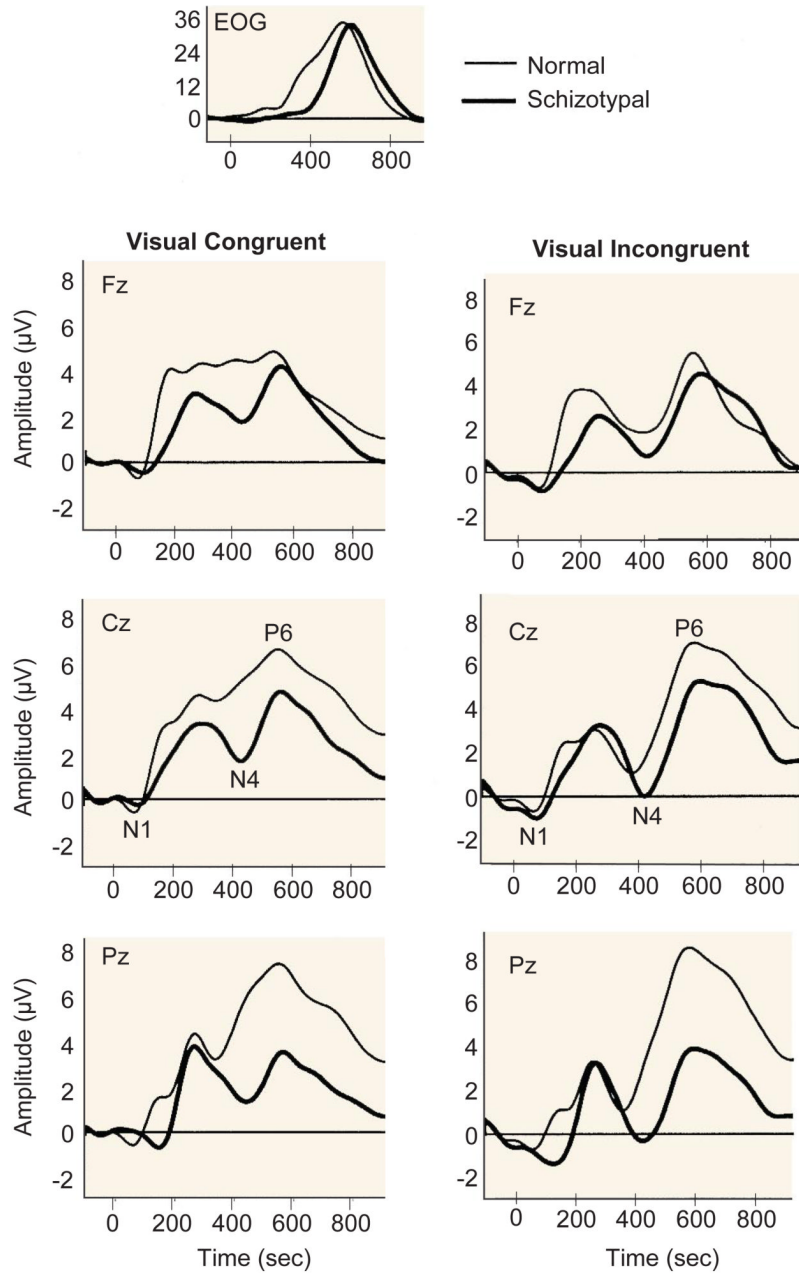 EOG
36
24
12
0
0 400 800
Normal
Schizotypal
Visual Congruent
Fz
Amplitude (µV)
8
6
4
2
0
-2
0 200 400 600 800
Visual Incongruent
Fz
8
6
4
2
0
-2
0 200 400 600 800
Cz
Amplitude (µV)
8
6
4
2
0
-2
P6
N4
N1
0 200 400 600 800
Cz
8
6
4
2
0
-2
P6
N1
N4
0 200 400 600 800
Pz
Amplitude (µV)
8
6
4
2
0
-2
0 200 400 600 800
Time (sec)
Pz
8
6
4
2
0
-2
0 200 400 600 800
Time (sec)